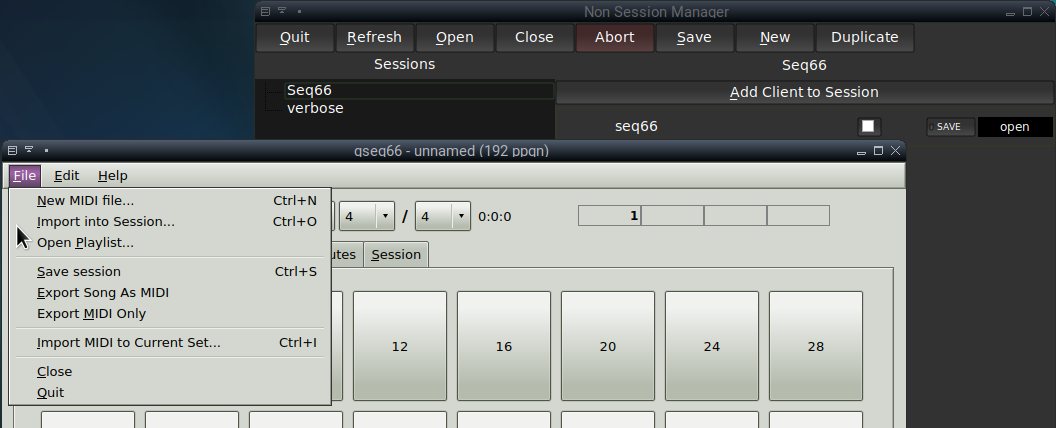 Non Session Manager
Quit Refresh Open Close Abort Save New Duplicate
Sessions Seq66
Seq66
verbose
Add Client to Session
seq66 SAVE open
qseq66 - unnamed (192 ppqn)
File Edit Help
New MIDI file... Ctrl+N
Import into Session... Ctrl+O
Open Playlist...
Save session Ctrl+S
Export Song As MIDI
Export MIDI Only
Import MIDI to Current Set... Ctrl+I
Close
Quit
4 / 4 0:0:0 1
utes Session
12 16 20 24 28